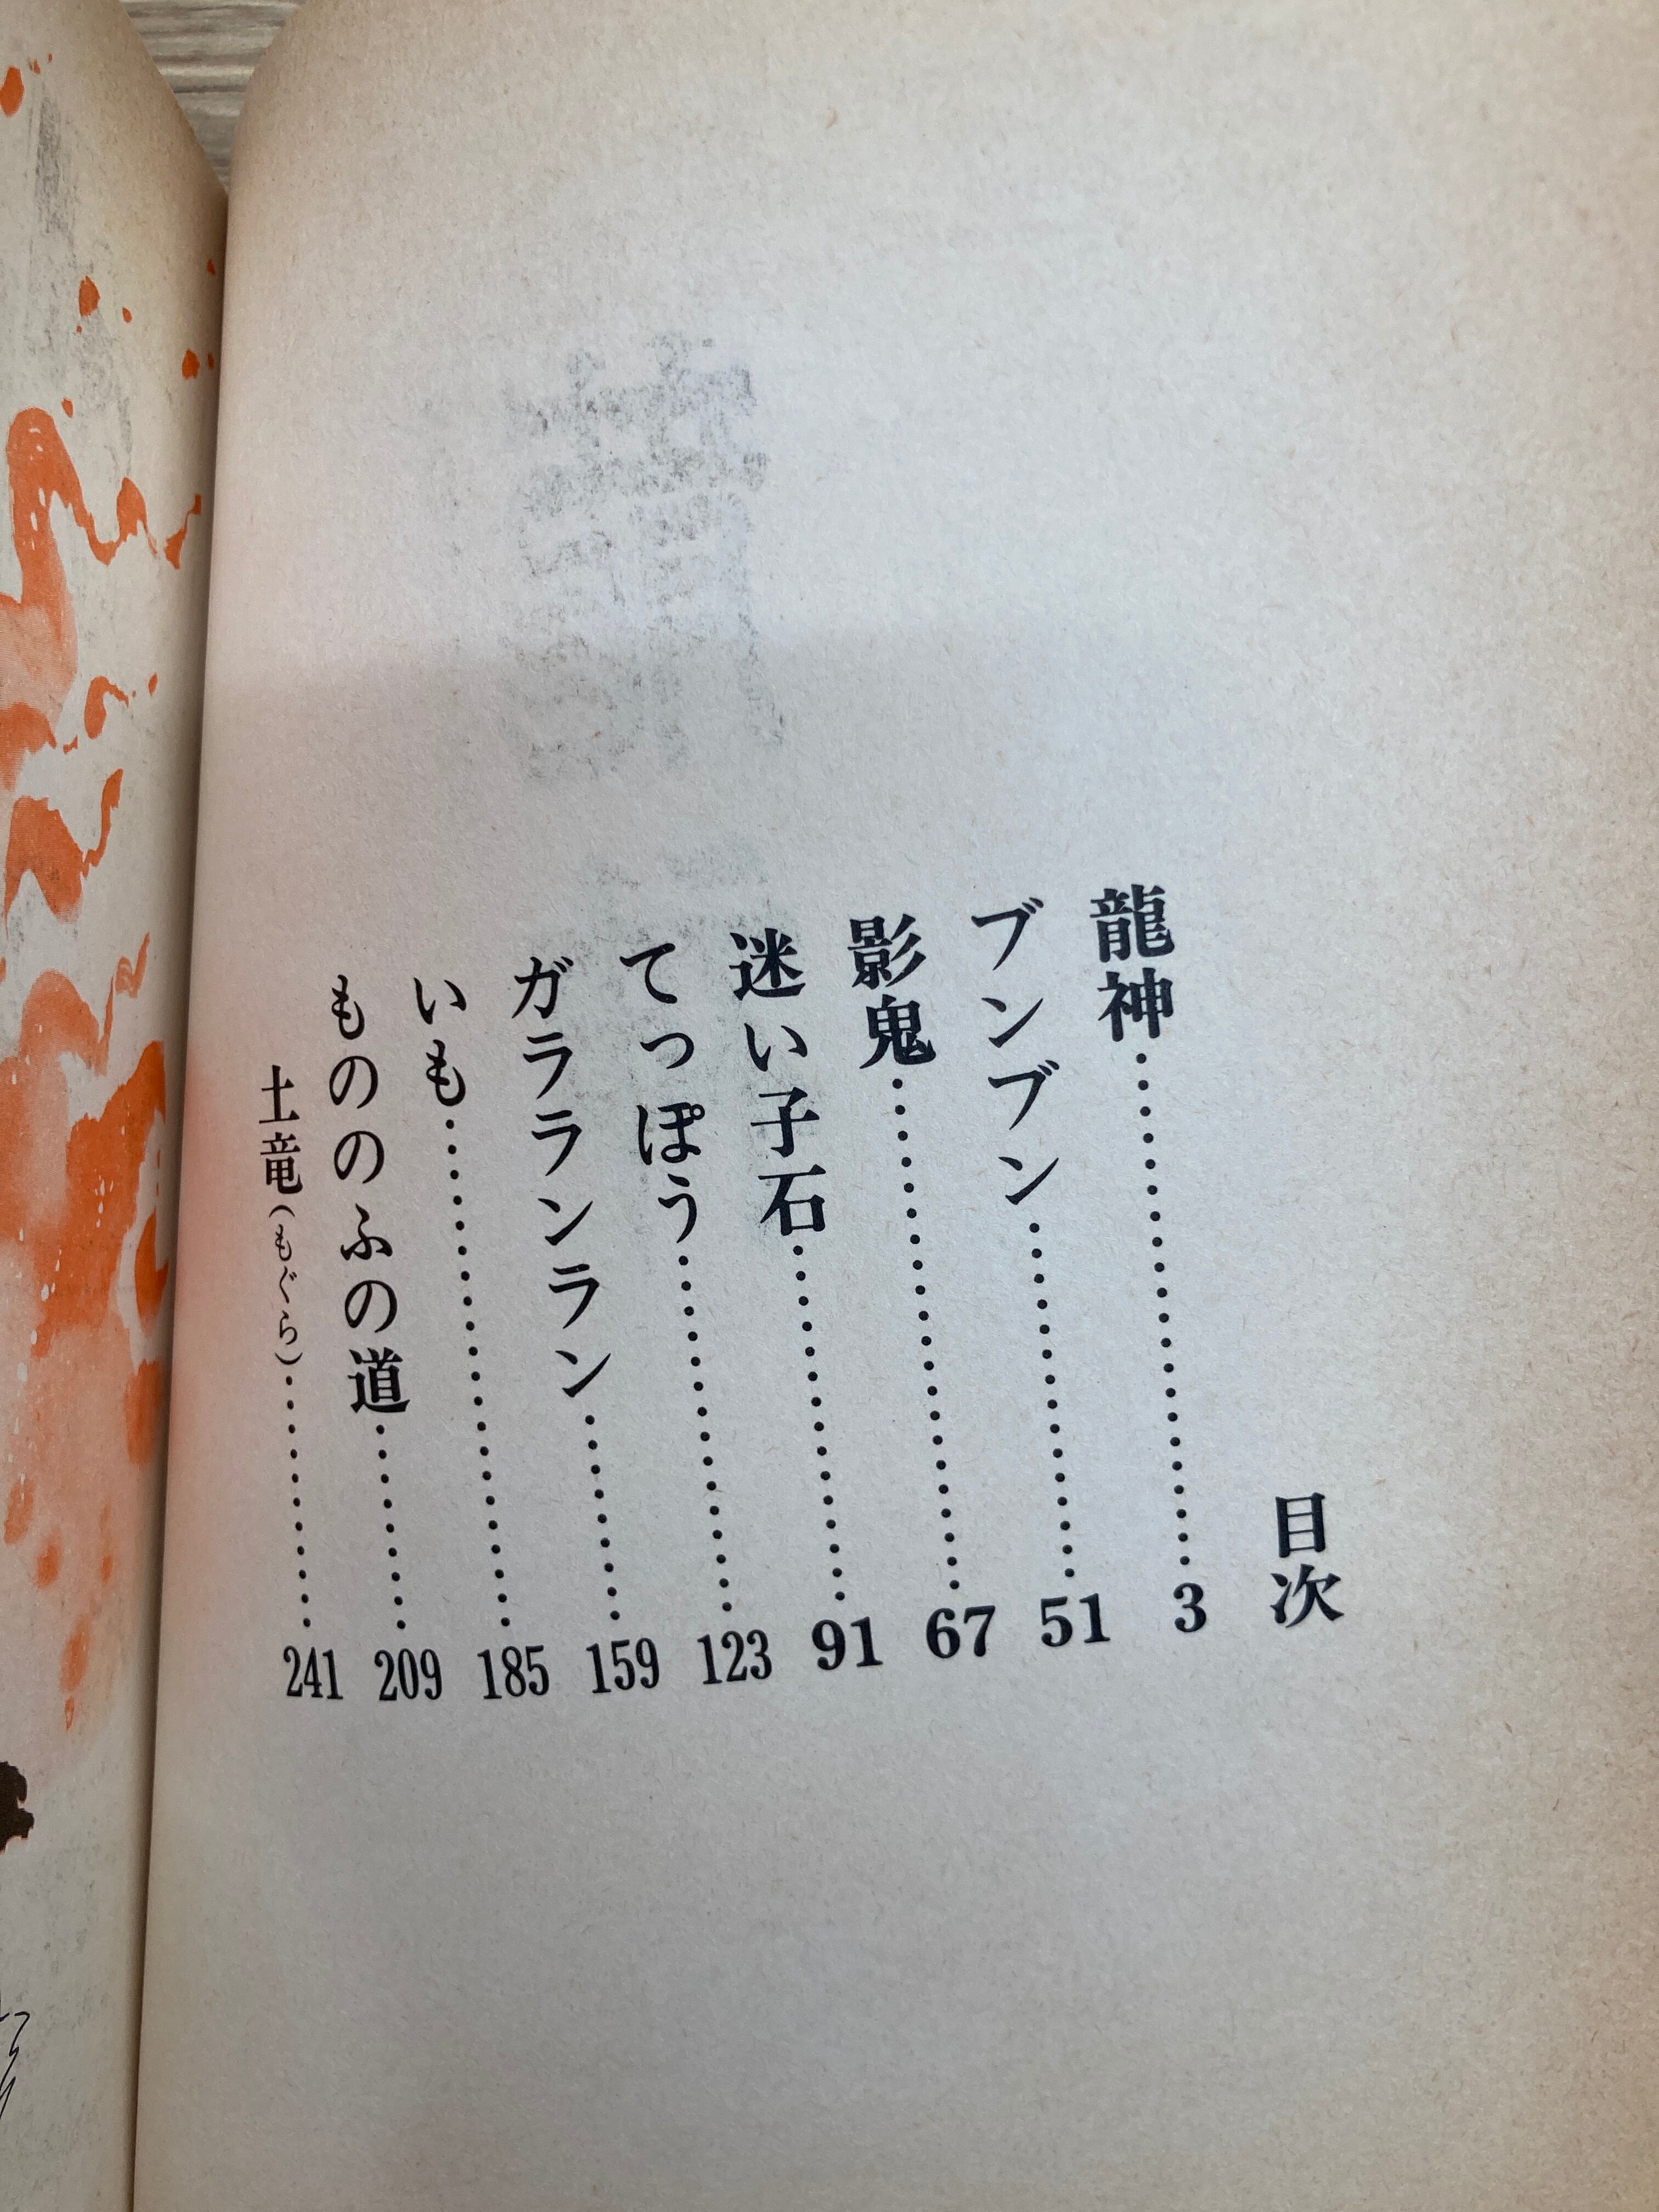 目次
龍神……3
ブンブン……51
影鬼……67
迷い子石……91
てっぽう……123
ガラランラン……159
いも……185
もののふの道……209
土竜(もぐら)……241